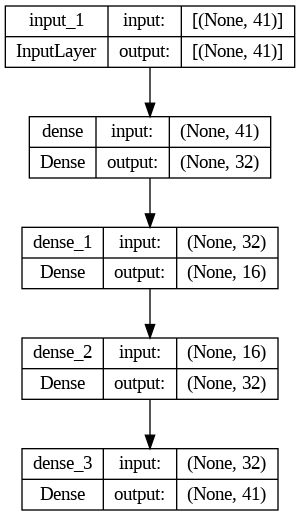 input_1 input: [(None, 41)]
InputLayer output: [(None, 41)]
dense input: (None, 41)
Dense output: (None, 32)
dense_1 input: (None, 32)
Dense output: (None, 16)
dense_2 input: (None, 16)
Dense output: (None, 32)
dense_3 input: (None, 32)
Dense output: (None, 41)